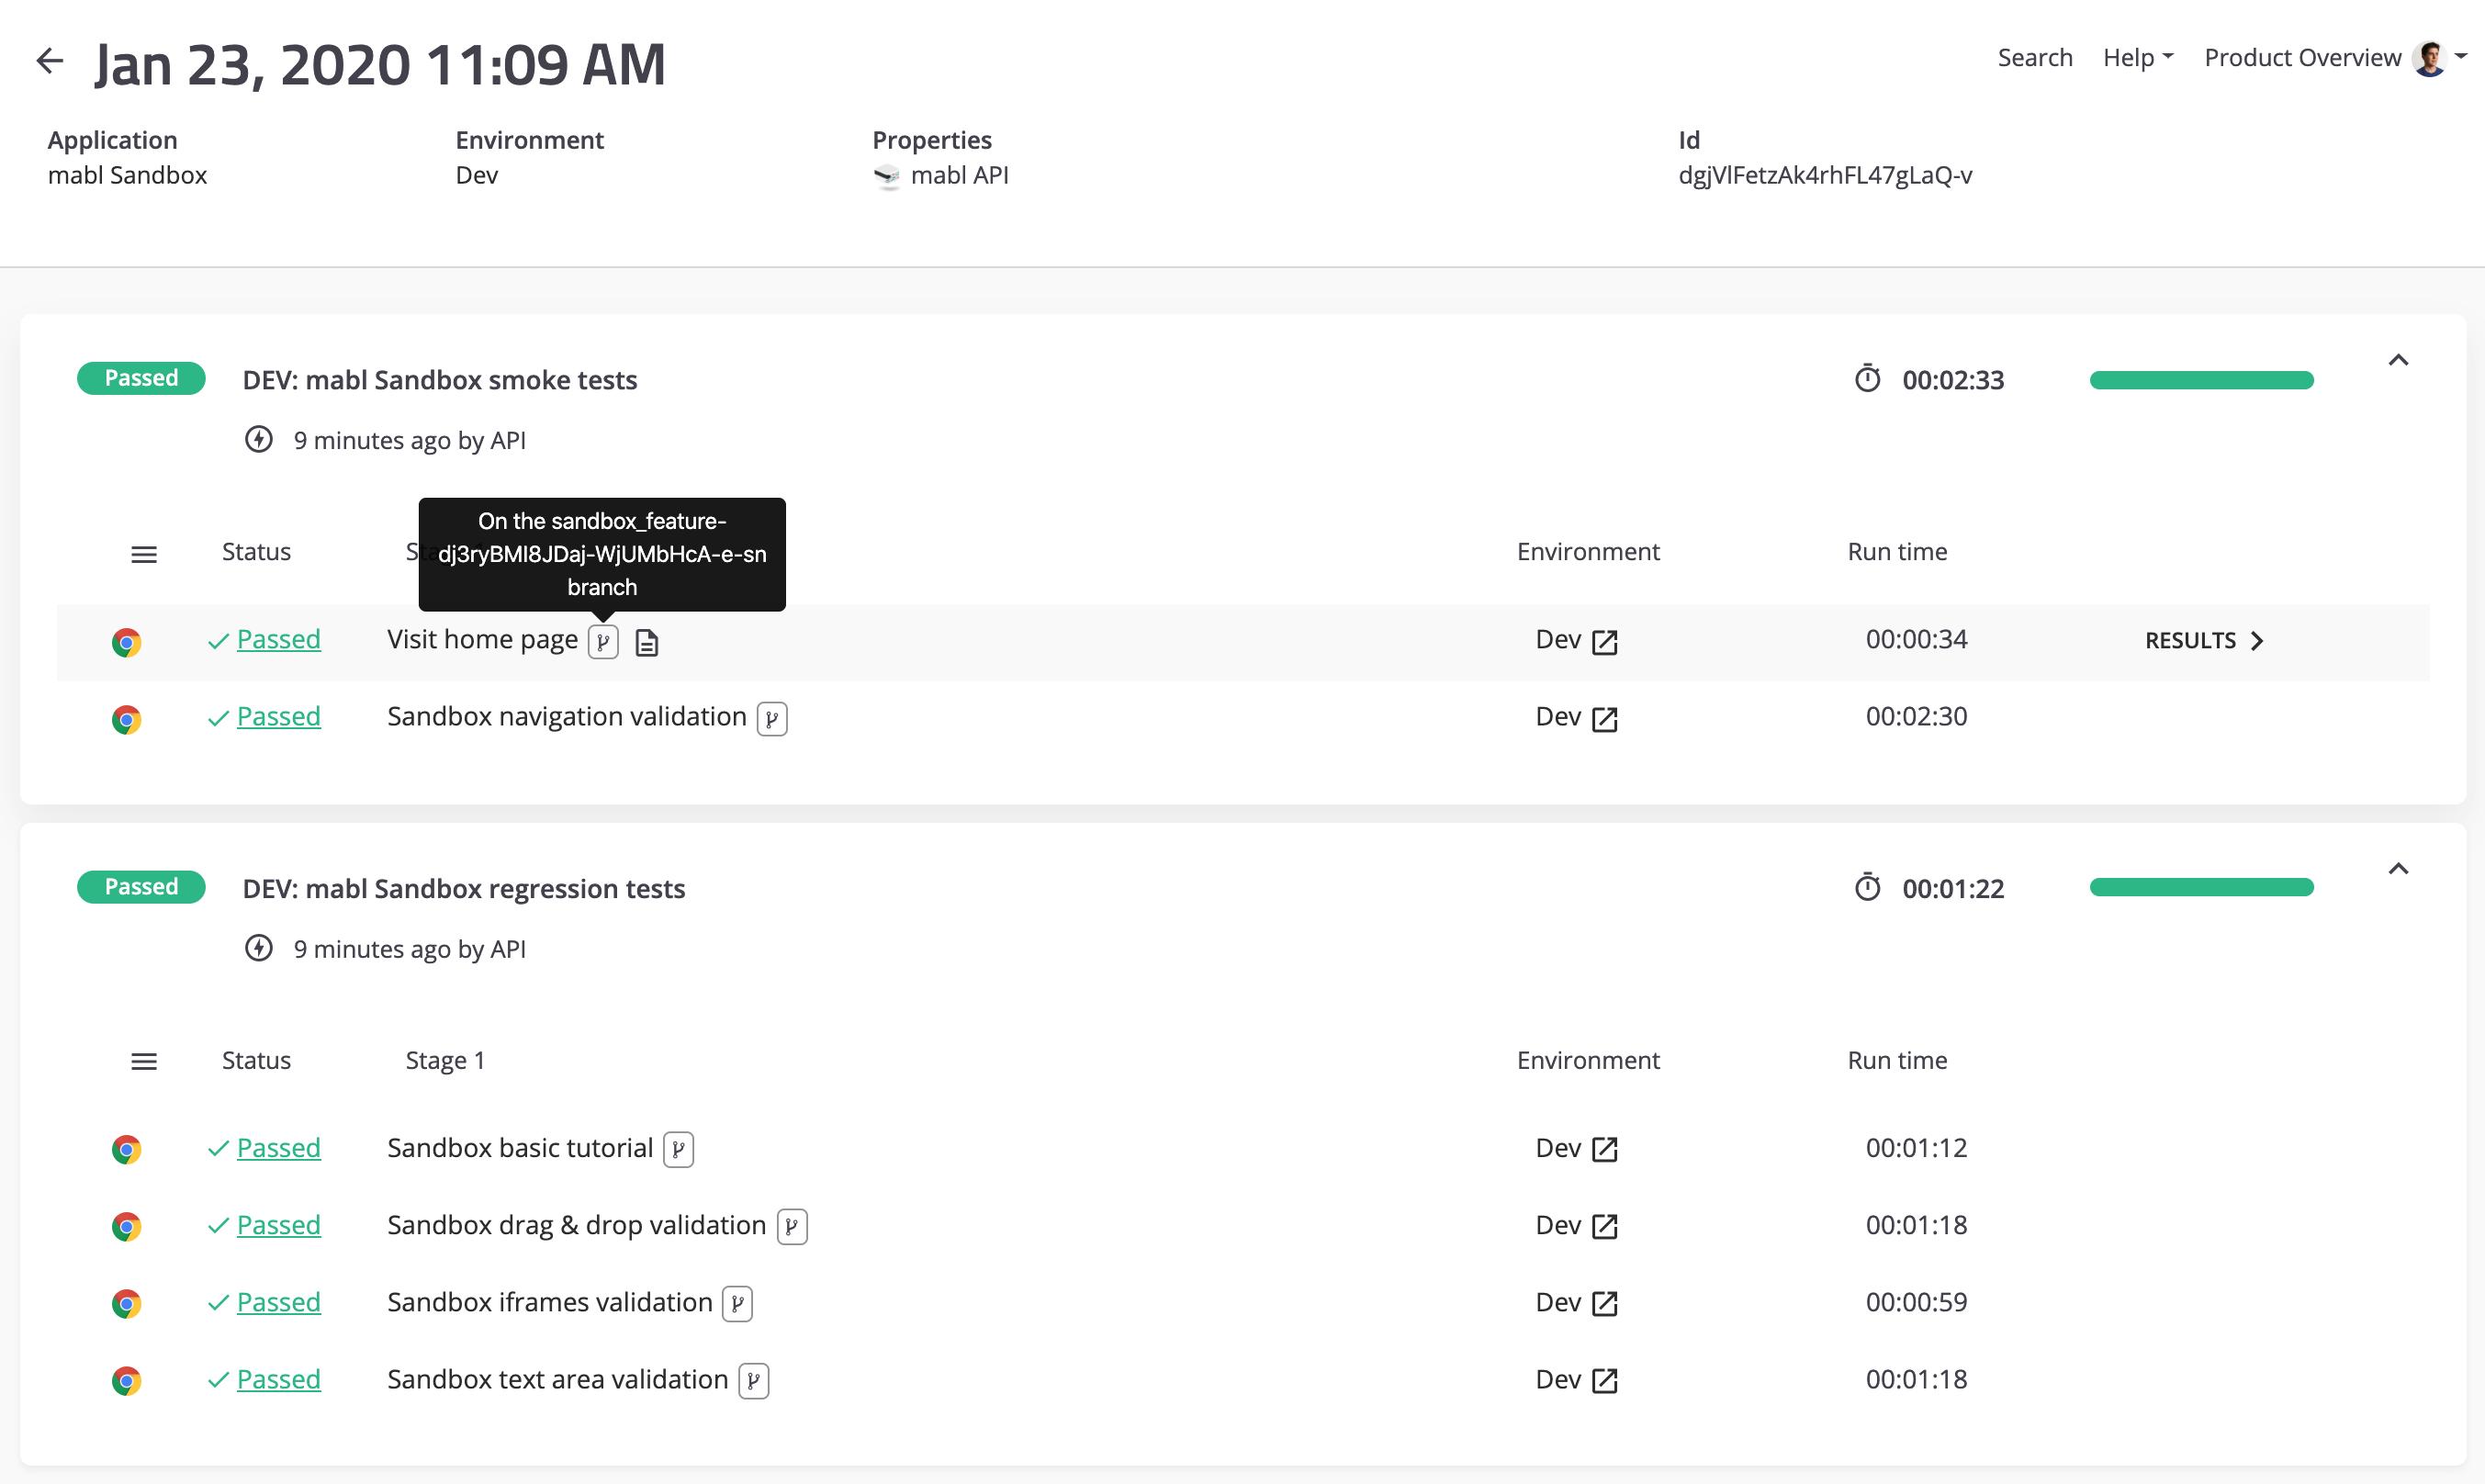 Jan 23, 2020 11:09 AM
Search Help Product Overview
Application Environment Properties Id
mabl Sandbox Dev mabl API dgjVlFetzAk4rhFL47gLaQ-v
Passed DEV: mabl Sandbox smoke tests 00:02:33
9 minutes ago by API
On the sandbox_feature-
dj3ryBMI8JDaj-WjUMbHcA-e-sn
branch
Status Environment Run time
Passed Visit home page Dev 00:00:34 RESULTS
Passed Sandbox navigation validation Dev 00:02:30
Passed DEV: mabl Sandbox regression tests 00:01:22
9 minutes ago by API
Status Stage 1 Environment Run time
Passed Sandbox basic tutorial Dev 00:01:12
Passed Sandbox drag & drop validation Dev 00:01:18
Passed Sandbox iframes validation Dev 00:00:59
Passed Sandbox text area validation Dev 00:01:18